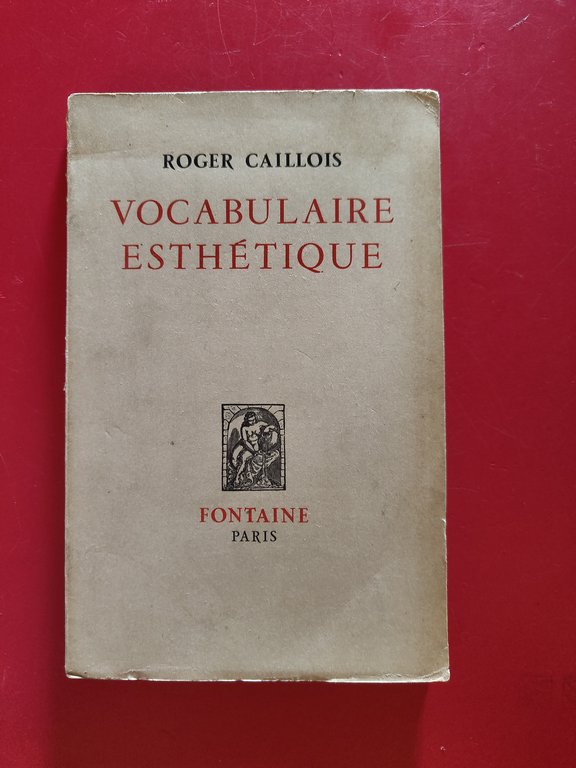 ROGER CAILLOIS
VOCABULAIRE
ESTHÉTIQUE
FONTAINE
PARIS